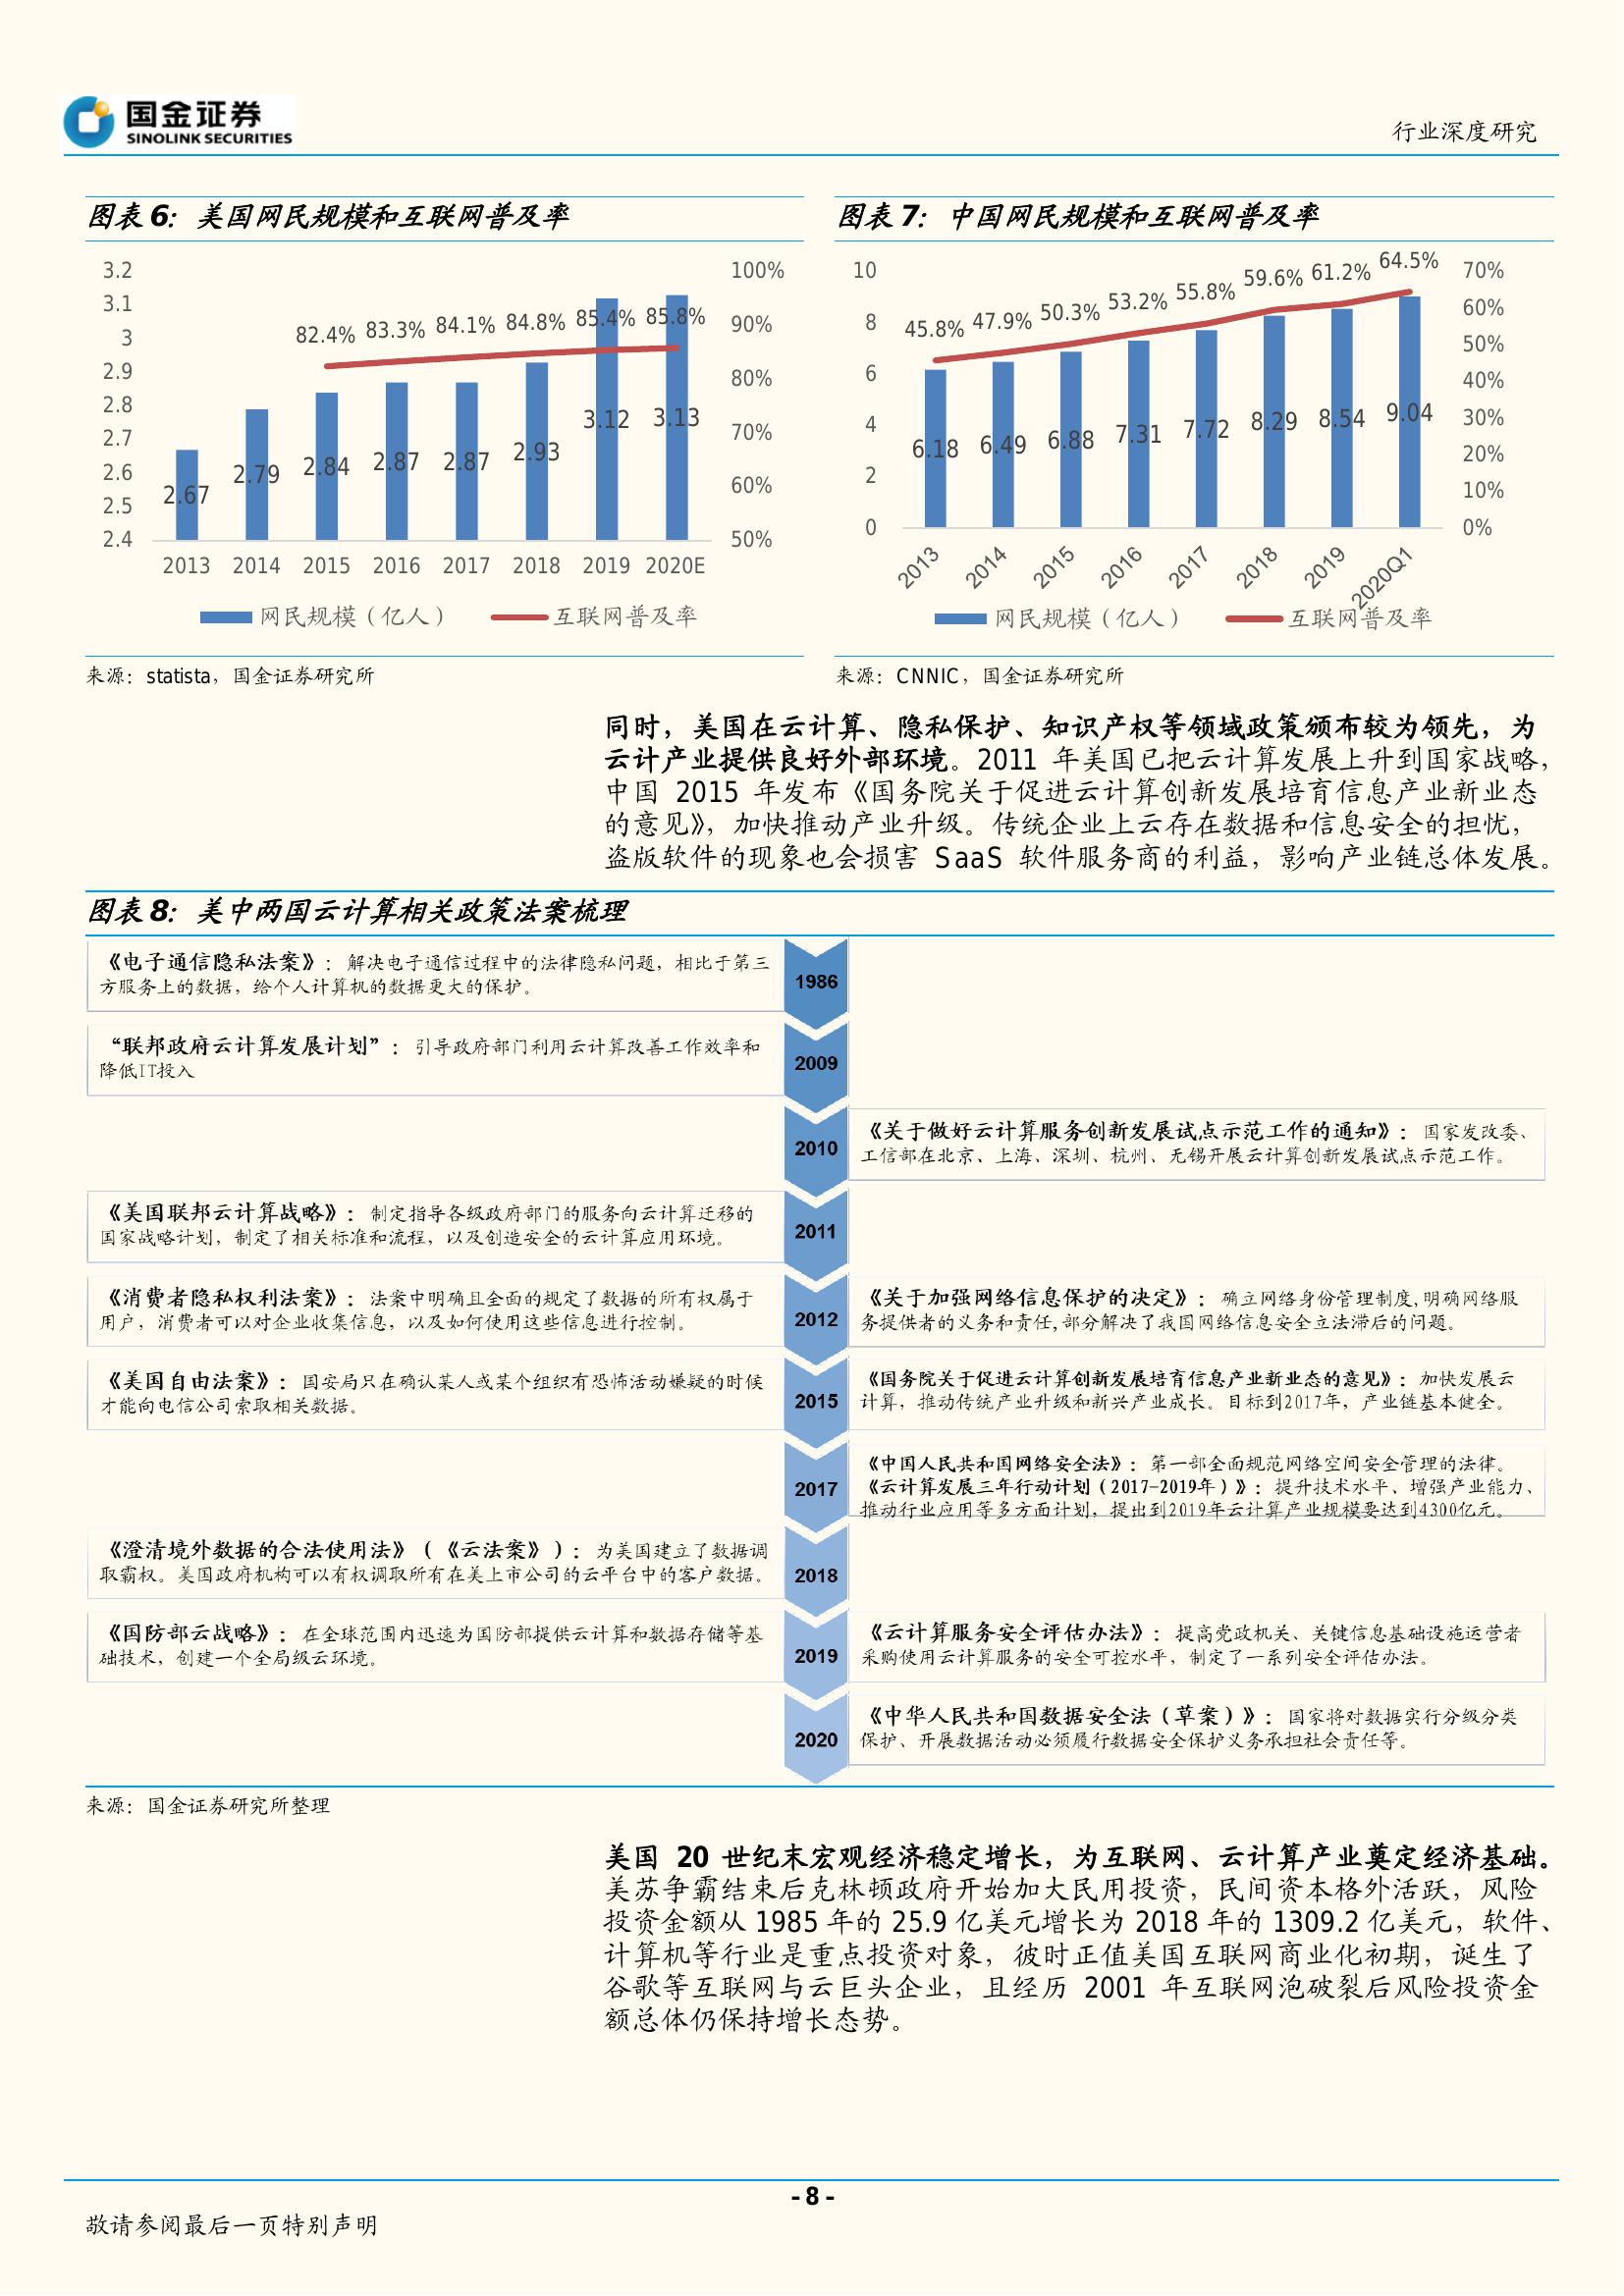 国金证券
SINOLINK SECURITIES
行业深度研究
图表6：美国网民规模和互联网普及率
3.2
3.1
3
2.9
2.8
2.7
2.6
2.5
2.4
100%
90%
80%
70%
60%
50%
82.4% 83.3% 84.1% 84.8% 85.4% 85.8%
2.67 2.79 2.84 2.87 2.87 2.93 3.12 3.13
2013 2014 2015 2016 2017 2018 2019 2020E
网民规模（亿人） 互联网普及率
来源：statista，国金证券研究所
图表7：中国网民规模和互联网普及率
10
8
6
4
2
0
70%
60%
50%
40%
30%
20%
10%
0%
45.8% 47.9% 50.3% 53.2% 55.8% 59.6% 61.2% 64.5%
6.18 6.49 6.88 7.31 7.72 8.29 8.54 9.04
2013 2014 2015 2016 2017 2018 2019 2020Q1
网民规模（亿人） 互联网普及率
来源：CNNIC，国金证券研究所
同时，美国在云计算、隐私保护、知识产权等领域政策颁布较为领先，为
云计产业提供良好外部环境。2011 年美国已把云计算发展上升到国家战略，
中国 2015 年发布《国务院关于促进云计算创新发展培育信息产业新业态
的意见》，加快推动产业升级。传统企业上云存在数据和信息安全的担忧，
盗版软件的现象也会损害 SaaS 软件服务商的利益，影响产业链总体发展。
图表8：美中两国云计算相关政策法案梳理
《电子通信隐私法案》：解决电子通信过程中的法律隐私问题，相比于第三
方服务上的数据，给个人计算机的数据更大的保护。
1986
“联邦政府云计算发展计划”：引导政府部门利用云计算改善工作效率和
降低IT投入
2009
2010
《关于做好云计算服务创新发展试点示范工作的通知》：国家发改委、
工信部在北京、上海、深圳、杭州、无锡开展云计算创新发展试点示范工作。
《美国联邦云计算战略》：制定指导各级政府部门的服务向云计算迁移的
国家战略计划，制定了相关标准和流程，以及创造安全的云计算应用环境。
2011
《消费者隐私权利法案》：法案中明确且全面的规定了数据的所有权属于
用户，消费者可以对企业收集信息，以及如何使用这些信息进行控制。
2012
《关于加强网络信息保护的决定》：确立网络身份管理制度,明确网络服
务提供者的义务和责任,部分解决了我国网络信息安全立法滞后的问题。
《美国自由法案》：国安局只在确认某人或某个组织有恐怖活动嫌疑的时候
才能向电信公司索取相关数据。
2015
《国务院关于促进云计算创新发展培育信息产业新业态的意见》：加快发展云
计算，推动传统产业升级和新兴产业成长。目标到2017年，产业链基本健全。
2017
《中国人民共和国网络安全法》：第一部全面规范网络空间安全管理的法律。
《云计算发展三年行动计划（2017-2019年）》：提升技术水平、增强产业能力、
推动行业应用等多方面计划，提出到2019年云计算产业规模要达到4300亿元。
《澄清境外数据的合法使用法》（《云法案》）：为美国建立了数据调
取霸权。美国政府机构可以有权调取所有在美上市公司的云平台中的客户数据。
2018
《国防部云战略》：在全球范围内迅速为国防部提供云计算和数据存储等基
础技术，创建一个全局级云环境。
2019
《云计算服务安全评估办法》：提高党政机关、关键信息基础设施运营者
采购使用云计算服务的安全可控水平，制定了一系列安全评估办法。
2020
《中华人民共和国数据安全法（草案）》：国家将对数据实行分级分类
保护、开展数据活动必须履行数据安全保护义务承担社会责任等。
来源：国金证券研究所整理
美国 20 世纪末宏观经济稳定增长，为互联网、云计算产业奠定经济基础。
美苏争霸结束后克林顿政府开始加大民用投资，民间资本格外活跃，风险
投资金额从 1985 年的 25.9 亿美元增长为 2018 年的 1309.2 亿美元，软件、
计算机等行业是重点投资对象，彼时正值美国互联网商业化初期，诞生了
谷歌等互联网与云巨头企业，且经历 2001 年互联网泡破裂后风险投资金
额总体仍保持增长态势。
- 8 -
敬请参阅最后一页特别声明